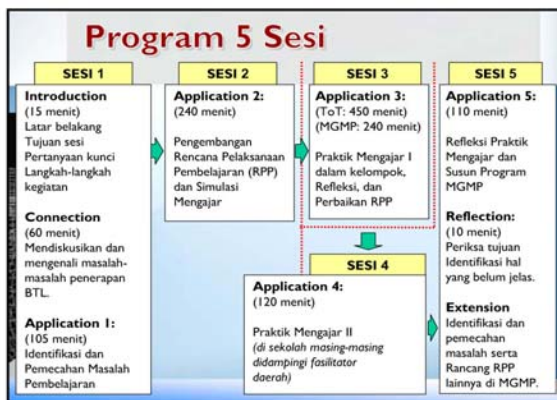 Program 5 Sesi
SESI 1
Introduction
(15 menit)
Latar belakang
Tujuan sesi
Pertanyaan kunci
Langkah-langkah
kegiatan
Connection
(60 menit)
Mendiskusikan dan
mengenali masalah-
masalah penerapan
BTL.
Application 1:
(105 menit)
Identifikasi dan
Pemecahan Masalah
Pembelajaran
SESI 2
Application 2:
(240 menit)
Pengembangan
Rencana Pelaksanaan
Pembelajaran (RPP)
dan Simulasi
Mengajar
SESI 3
Application 3:
(ToT: 450 menit)
(MGMP: 240 menit)
Praktik Mengajar I
dalam kelompok,
Refleksi, dan
Perbaikan RPP
SESI 4
Application 4:
(120 menit)
Praktik Mengajar II
(di sekolah masing-masing
didampingi fasilitator
daerah)
SESI 5
Application 5:
(110 menit)
Refleksi Praktik
Mengajar dan
Susun Program
MGMP
Reflection:
(10 menit)
Periksa tujuan
Identifikasi hal
yang belum jelas.
Extension
Identifikasi dan
pemecahan
masalah serta
Rancang RPP
lainnya di MGMP.